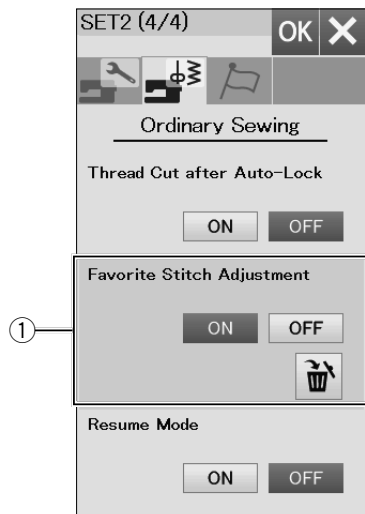 SET2 (4/4)
OK
Ordinary Sewing
Thread Cut after Auto-Lock
ON OFF
Favorite Stitch Adjustment
①
ON OFF
Resume Mode
ON OFF